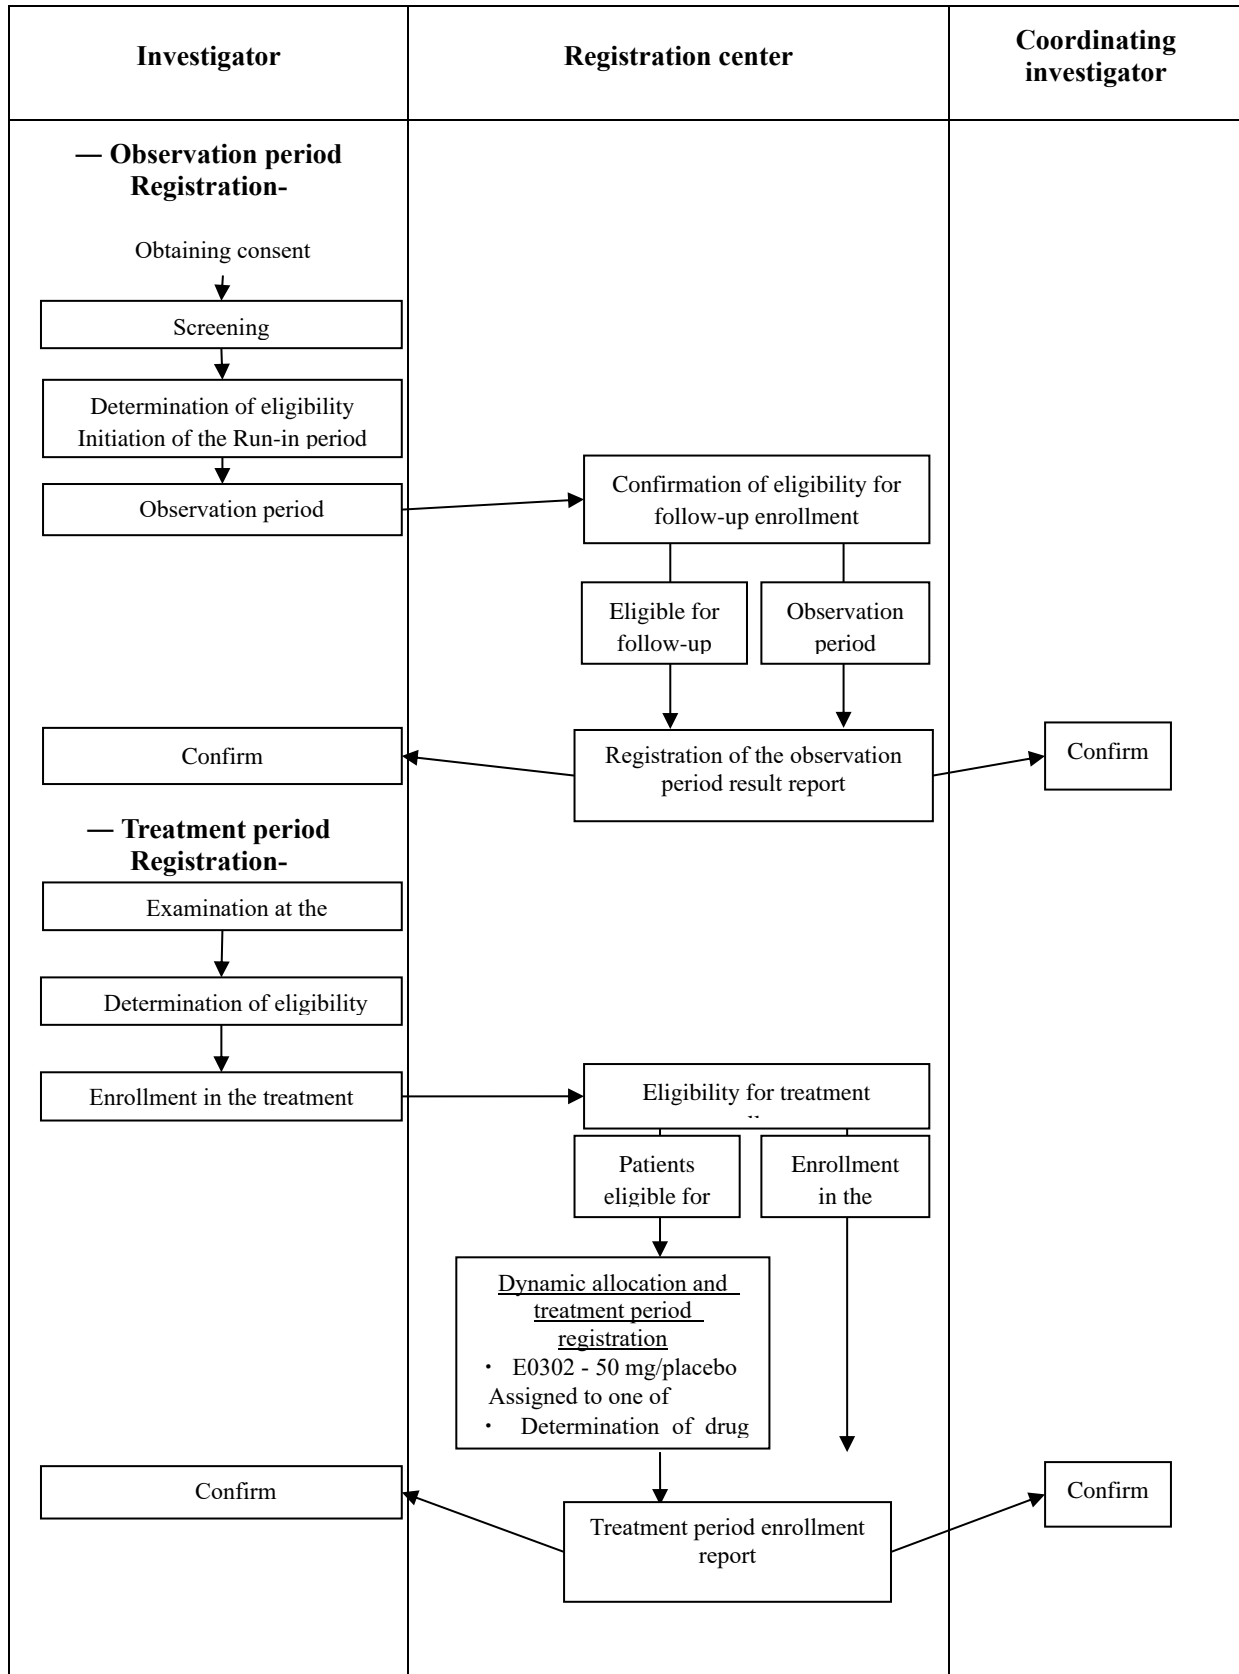 Investigator
Registration center
Coordinating
investigator
— Observation period
Registration-
Obtaining consent
Screening
Determination of eligibility
Initiation of the Run-in period
Observation period
Confirmation of eligibility for
follow-up enrollment
Eligible for
follow-up
Observation
period
Confirm
Registration of the observation
period result report
Confirm
— Treatment period
Registration-
Examination at the
Determination of eligibility
Enrollment in the treatment
Eligibility for treatment
Patients
eligible for
Enrollment
in the
Dynamic allocation and
treatment period
registration
・ E0302 - 50 mg/placebo
Assigned to one of
・ Determination of drug
Confirm
Confirm
Treatment period enrollment
report